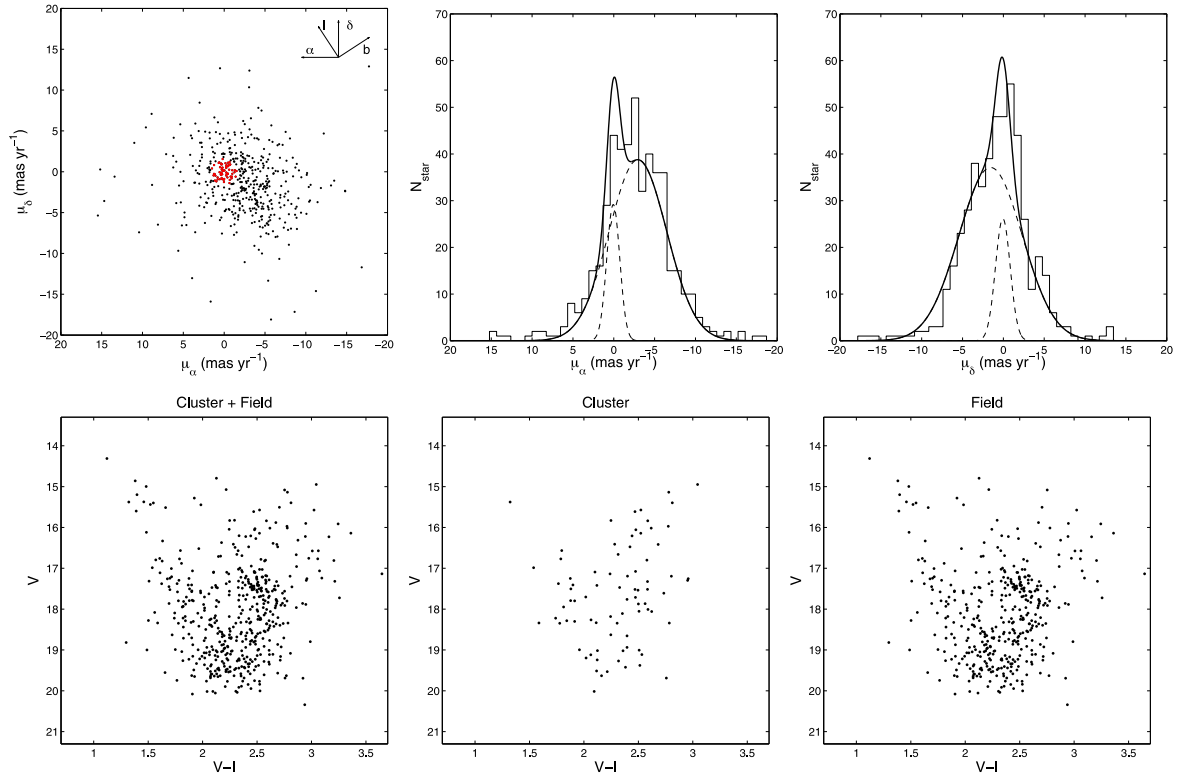 20
15
10
5
0
−5
−10
−15
−20
20 15 10 5 0 −5 −10 −15 −20
μα (mas yr−1)
μδ (mas yr−1)
l δ
α b
70
60
50
40
30
20
10
0
20 15 5 0 −5 −10 −15 −20
μα (mas yr−1)
Nstar
70
60
50
40
30
20
10
0
−20 −15 −10 −5 0 5 10 15 20
μδ (mas yr−1)
Nstar
Cluster + Field
14
15
16
17
18
19
20
21
1 1.5 2 2.5 3 3.5
V−I
V
Cluster
14
15
16
17
18
19
20
21
1 1.5 2 2.5 3 3.5
V−I
V
Field
14
15
16
17
18
19
20
21
1 1.5 2 2.5 3 3.5
V−I
V